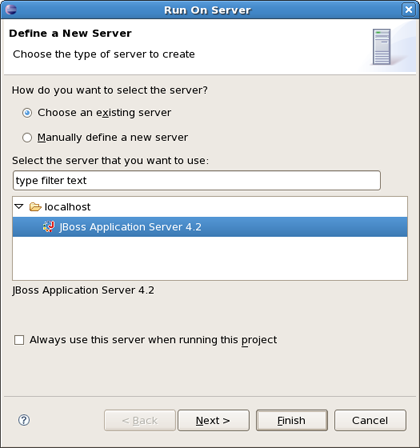 Run On Server
Define a New Server
Choose the type of server to create
How do you want to select the server?
Choose an existing server
Manually define a new server
Select the server that you want to use:
type filter text
localhost
JBoss Application Server 4.2
JBoss Application Server 4.2
Always use this server when running this project
?
< Back
Next >
Finish
Cancel